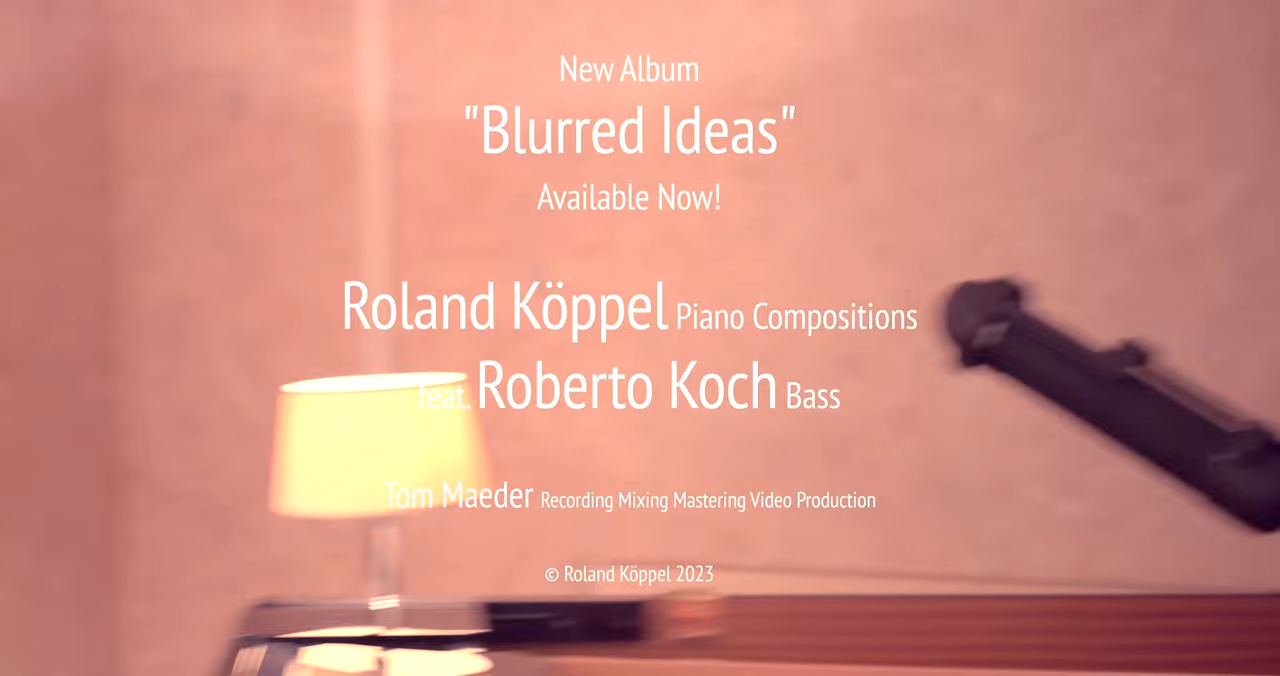 New Album
"Blurred Ideas"
Available Now!
Roland Köppel Piano Compositions
feat. Roberto Koch Bass
Tom Maeder Recording Mixing Mastering Video Production
© Roland Köppel 2023